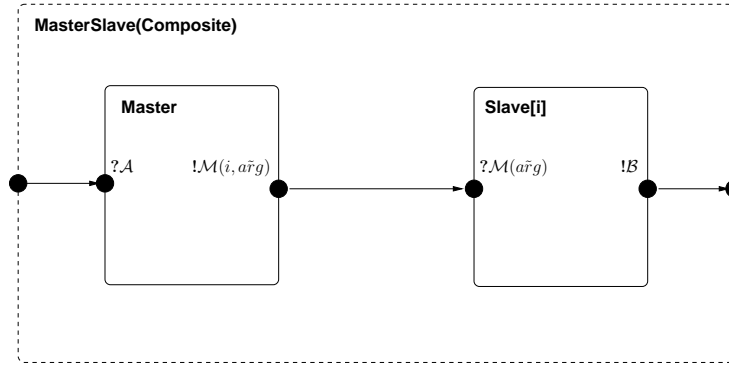 MasterSlave(Composite)
Master
Slave[i]
?𝒜
!ℳ(i, ar̃g)
?ℳ(ar̃g)
!ℬ